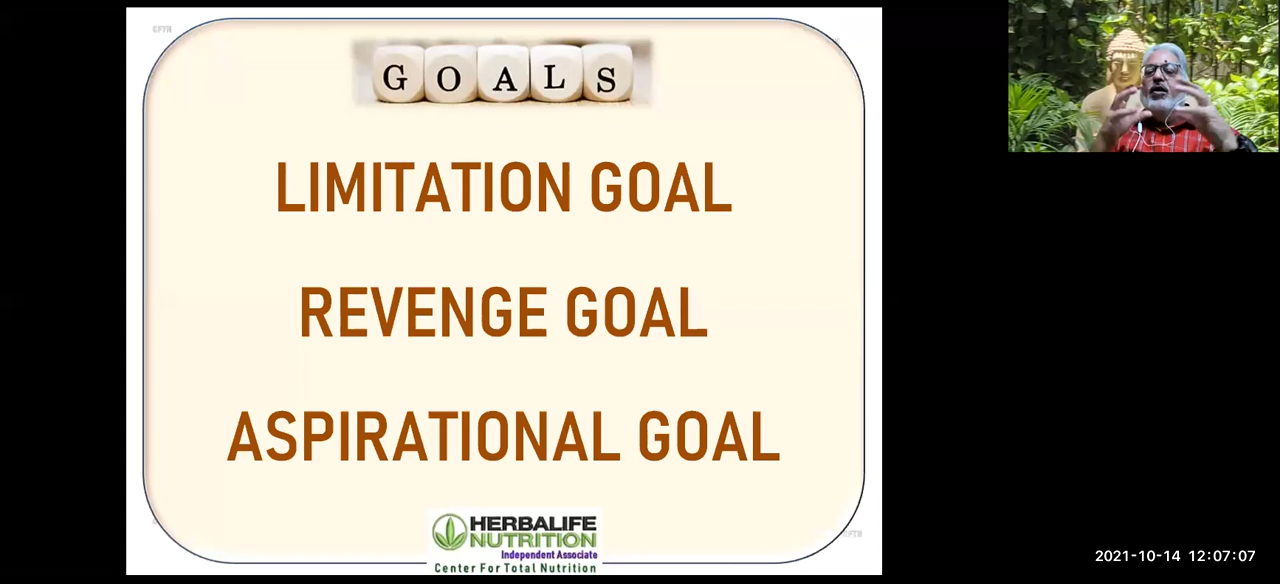 GFTN
GOALS
LIMITATION GOAL
REVENGE GOAL
ASPIRATIONAL GOAL
HERBALIFE
NUTRITION
Independent Associate
Center For Total Nutrition
2021-10-14 12:07:07